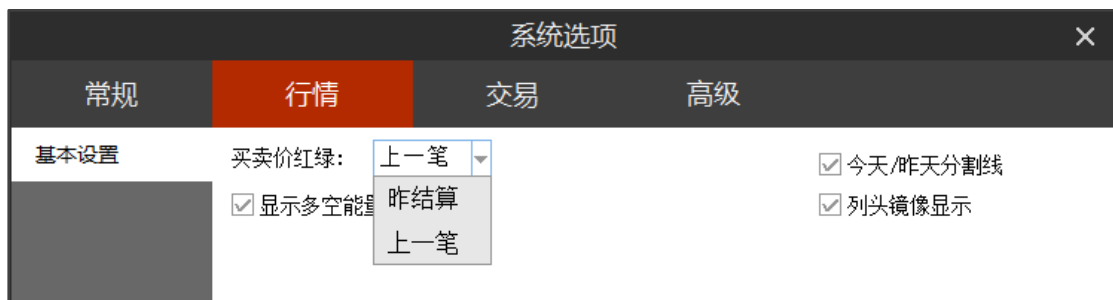 系统选项
常规 行情 交易 高级
基本设置 买卖价红绿: 上一笔 今天/昨天分割线
显示多空能量 昨结算 列头镜像显示
上一笔